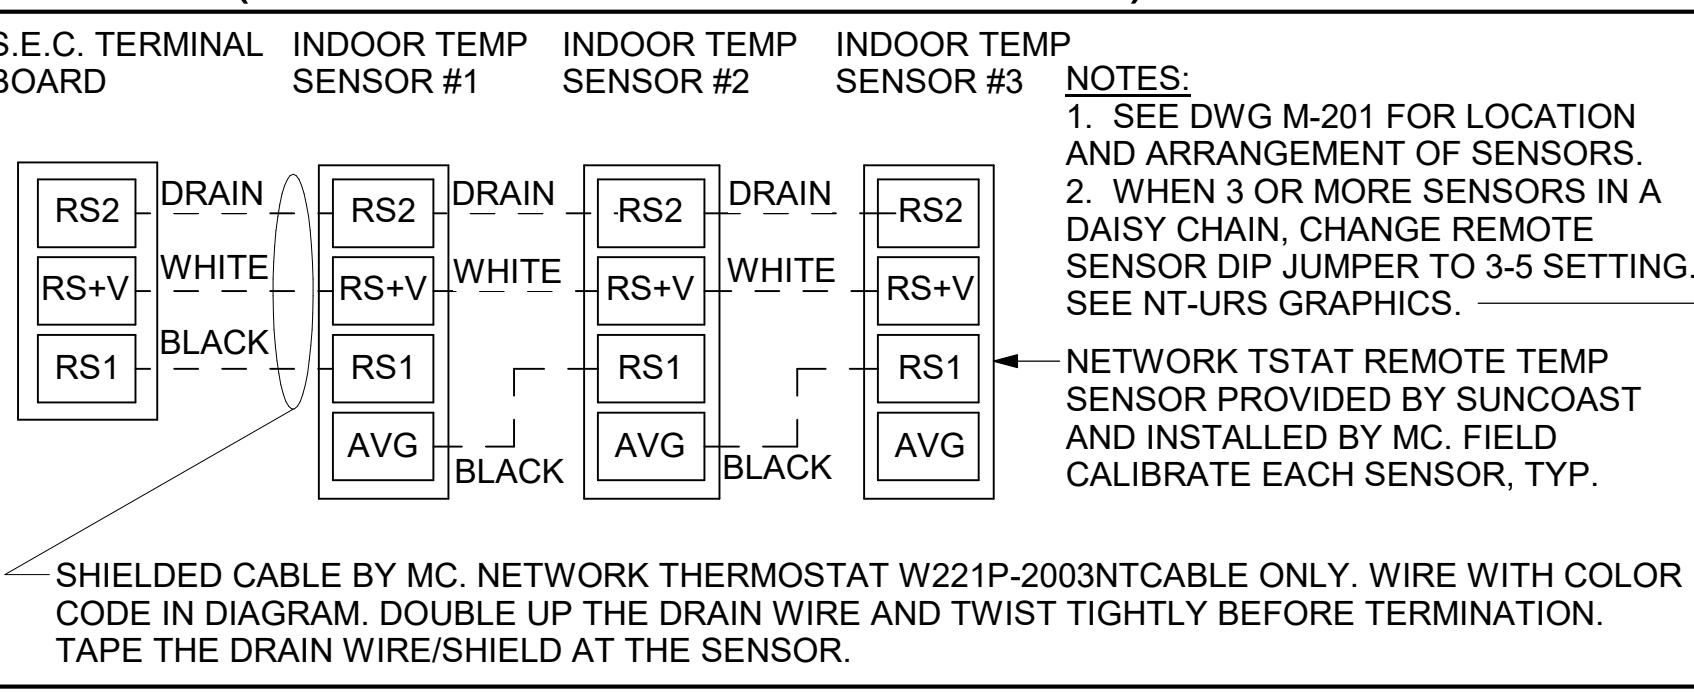 S.E.C. TERMINAL BOARD
INDOOR TEMP SENSOR #1
INDOOR TEMP SENSOR #2
INDOOR TEMP SENSOR #3
NOTES:
1. SEE DWG M-201 FOR LOCATION
AND ARRANGEMENT OF SENSORS.
2. WHEN 3 OR MORE SENSORS IN A
DAISY CHAIN, CHANGE REMOTE
SENSOR DIP JUMPER TO 3-5 SETTING.
SEE NT-URS GRAPHICS.
RS2 DRAIN RS2 DRAIN RS2 DRAIN RS2
RS+V WHITE RS+V WHITE RS+V WHITE RS+V
RS1 BLACK RS1 RS1 RS1
AVG BLACK AVG BLACK AVG
NETWORK TSTAT REMOTE TEMP
SENSOR PROVIDED BY SUNCOAST
AND INSTALLED BY MC. FIELD
CALIBRATE EACH SENSOR, TYP.
SHIELDED CABLE BY MC. NETWORK THERMOSTAT W221P-2003NTCABLE ONLY. WIRE WITH COLOR
CODE IN DIAGRAM. DOUBLE UP THE DRAIN WIRE AND TWIST TIGHTLY BEFORE TERMINATION.
TAPE THE DRAIN WIRE/SHIELD AT THE SENSOR.